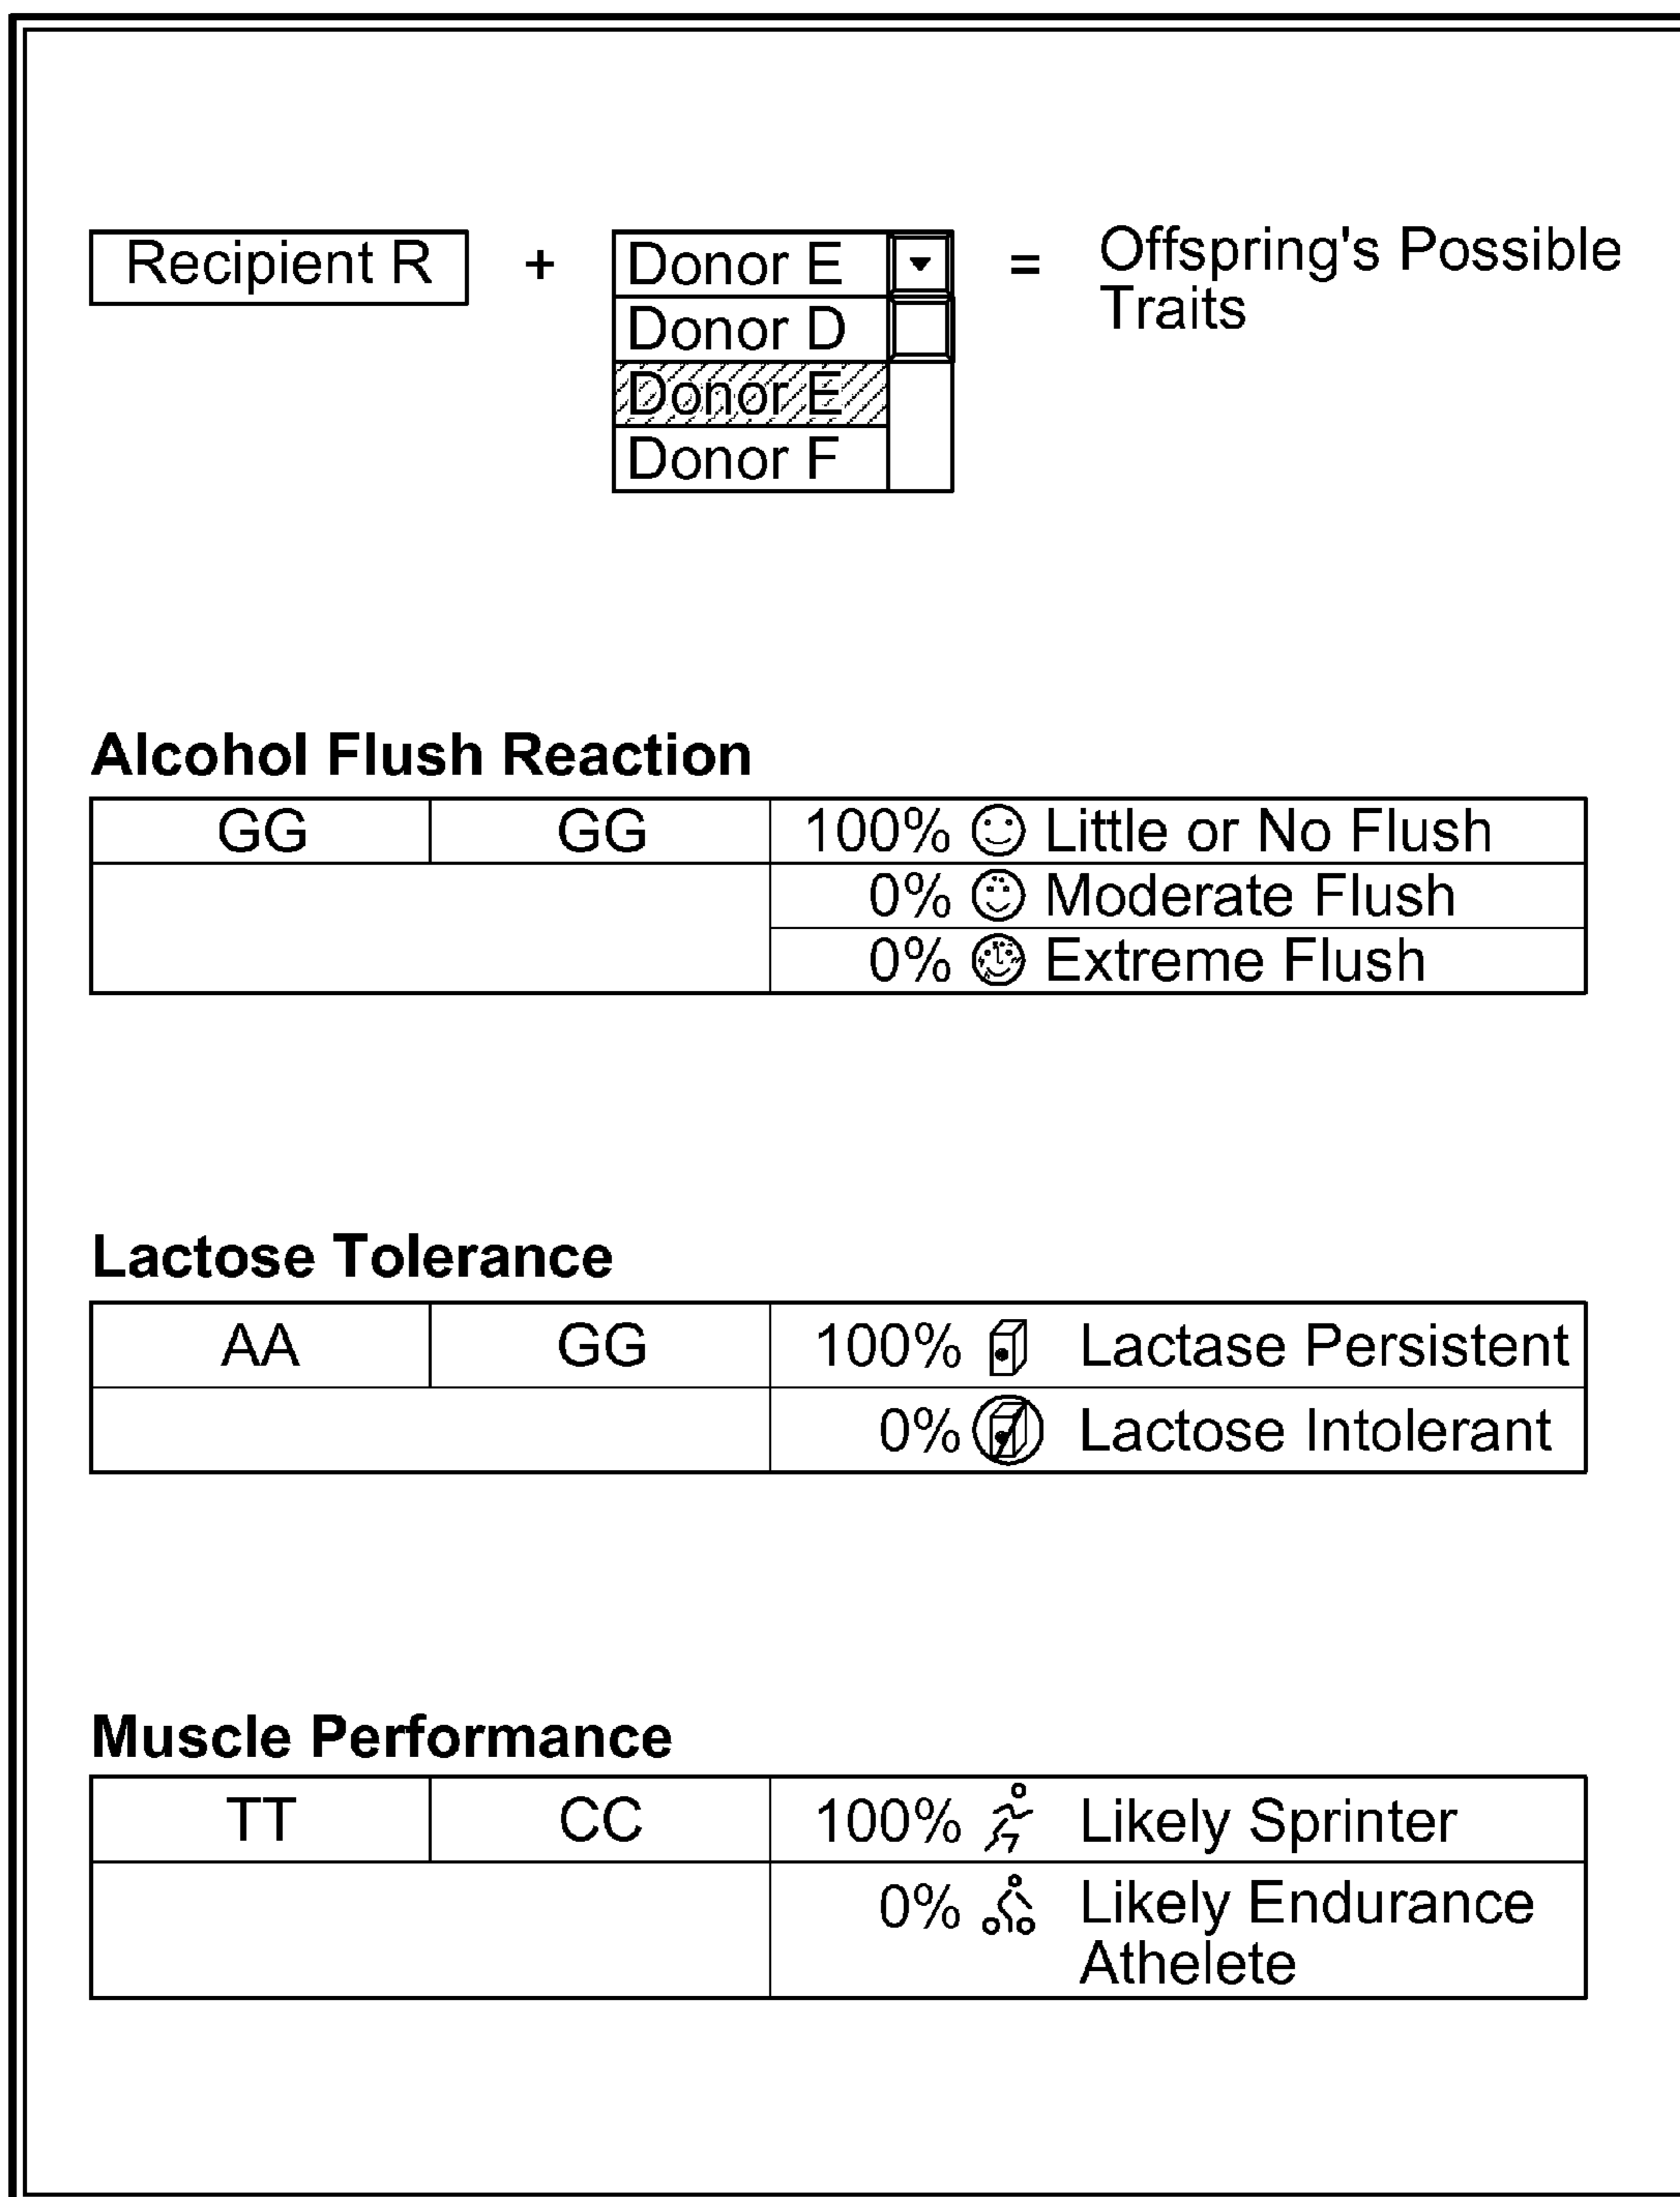 Recipient R + Donor E = Offspring's Possible
Traits
Donor D
Donor E
Donor F
Alcohol Flush Reaction
GG GG 100% Little or No Flush
0% Moderate Flush
0% Extreme Flush
Lactose Tolerance
AA GG 100% Lactase Persistent
0% Lactose Intolerant
Muscle Performance
TT CC 100% Likely Sprinter
0% Likely Endurance
Athelete